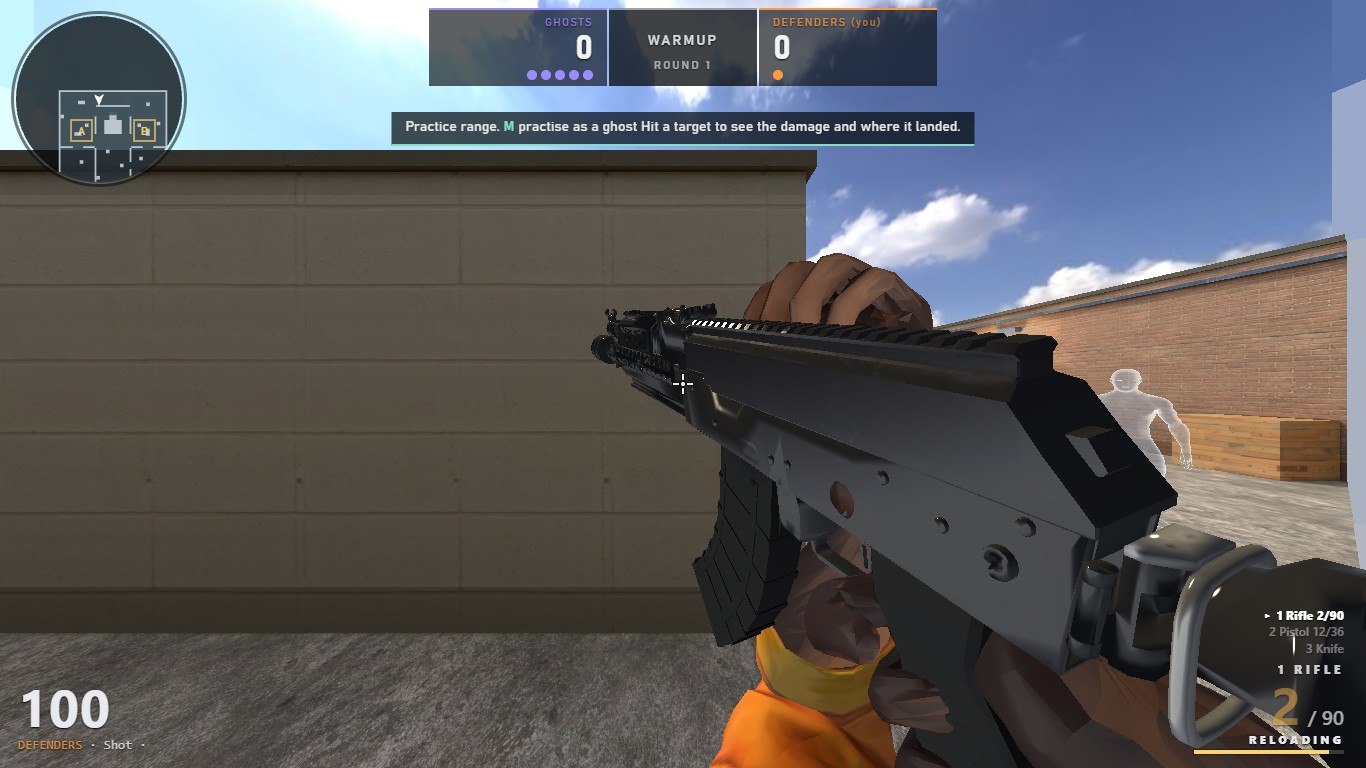 GHOSTS
0
WARMUP
ROUND 1
DEFENDERS (you)
0
Practice range. M practise as a ghost Hit a target to see the damage and where it landed.
A
B
1 Rifle 2/90
2 Pistol 12/36
3 Knife
1 RIFLE
2 / 90
RELOADING
100
DEFENDERS · Shot ·